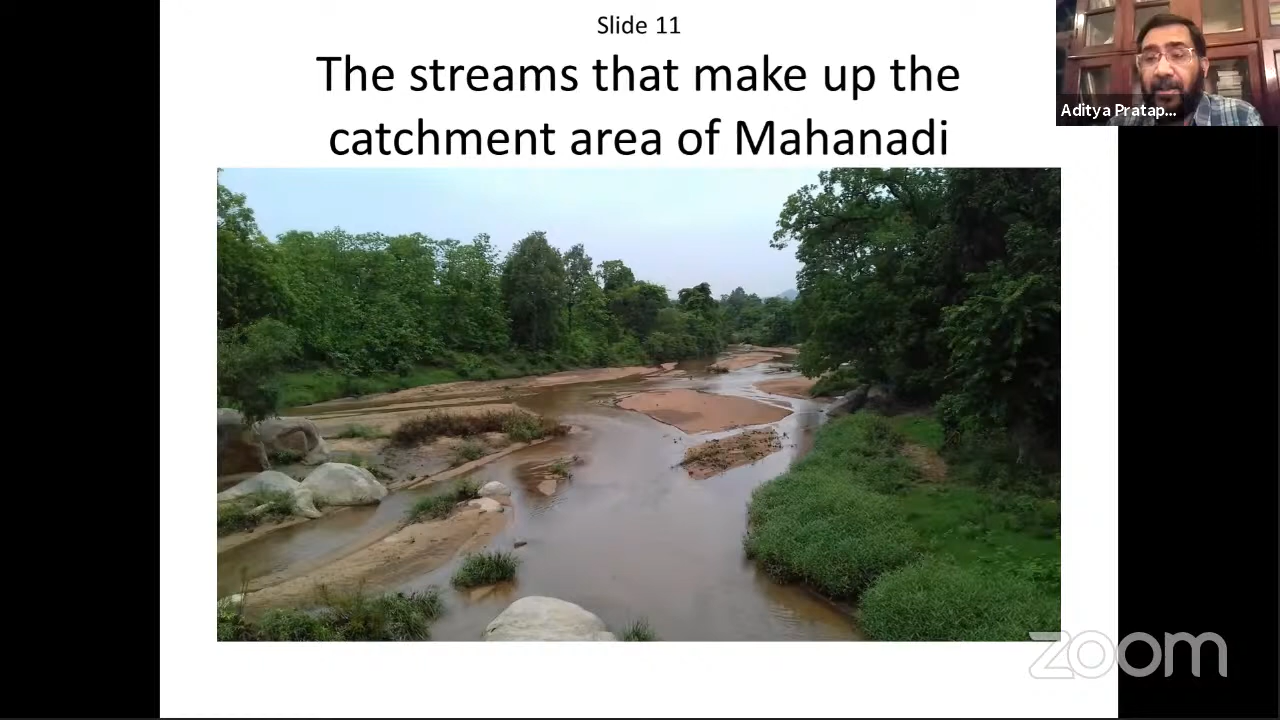 Slide 11
The streams that make up the
catchment area of Mahanadi
Aditya Pratap...
zoom